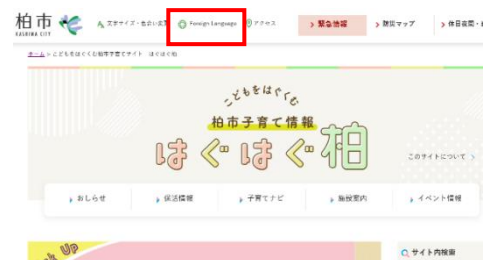 柏市
KASHIWA CITY
文字サイズ・色合い変更
Foreign Language
アクセス
緊急情報
防災マップ
休日夜間・
ホーム > こどもをはぐくむ柏市子育てサイト はぐはぐ柏
こどもをはぐくむ
柏市子育て情報
はぐはぐ柏
このサイトについて
おしらせ
保活情報
子育てナビ
施設案内
イベント情報
Up
サイト内検索